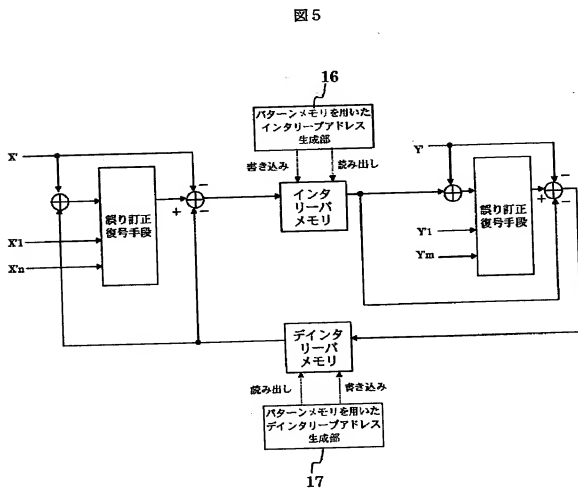 図5
16
パターンメモリを用いた
インタリーブアドレス
生成部
書き込み
読み出し
X'
Y'
−
−
+
−
インタ
リーバ
メモリ
誤り訂正
復号手段
誤り訂正
復号手段
+
−
X'1
X'n
Y'1
Y'm
デインタ
リーバ
メモリ
読み出し
書き込み
パターンメモリを用いた
デインタリーブアドレス
生成部
17